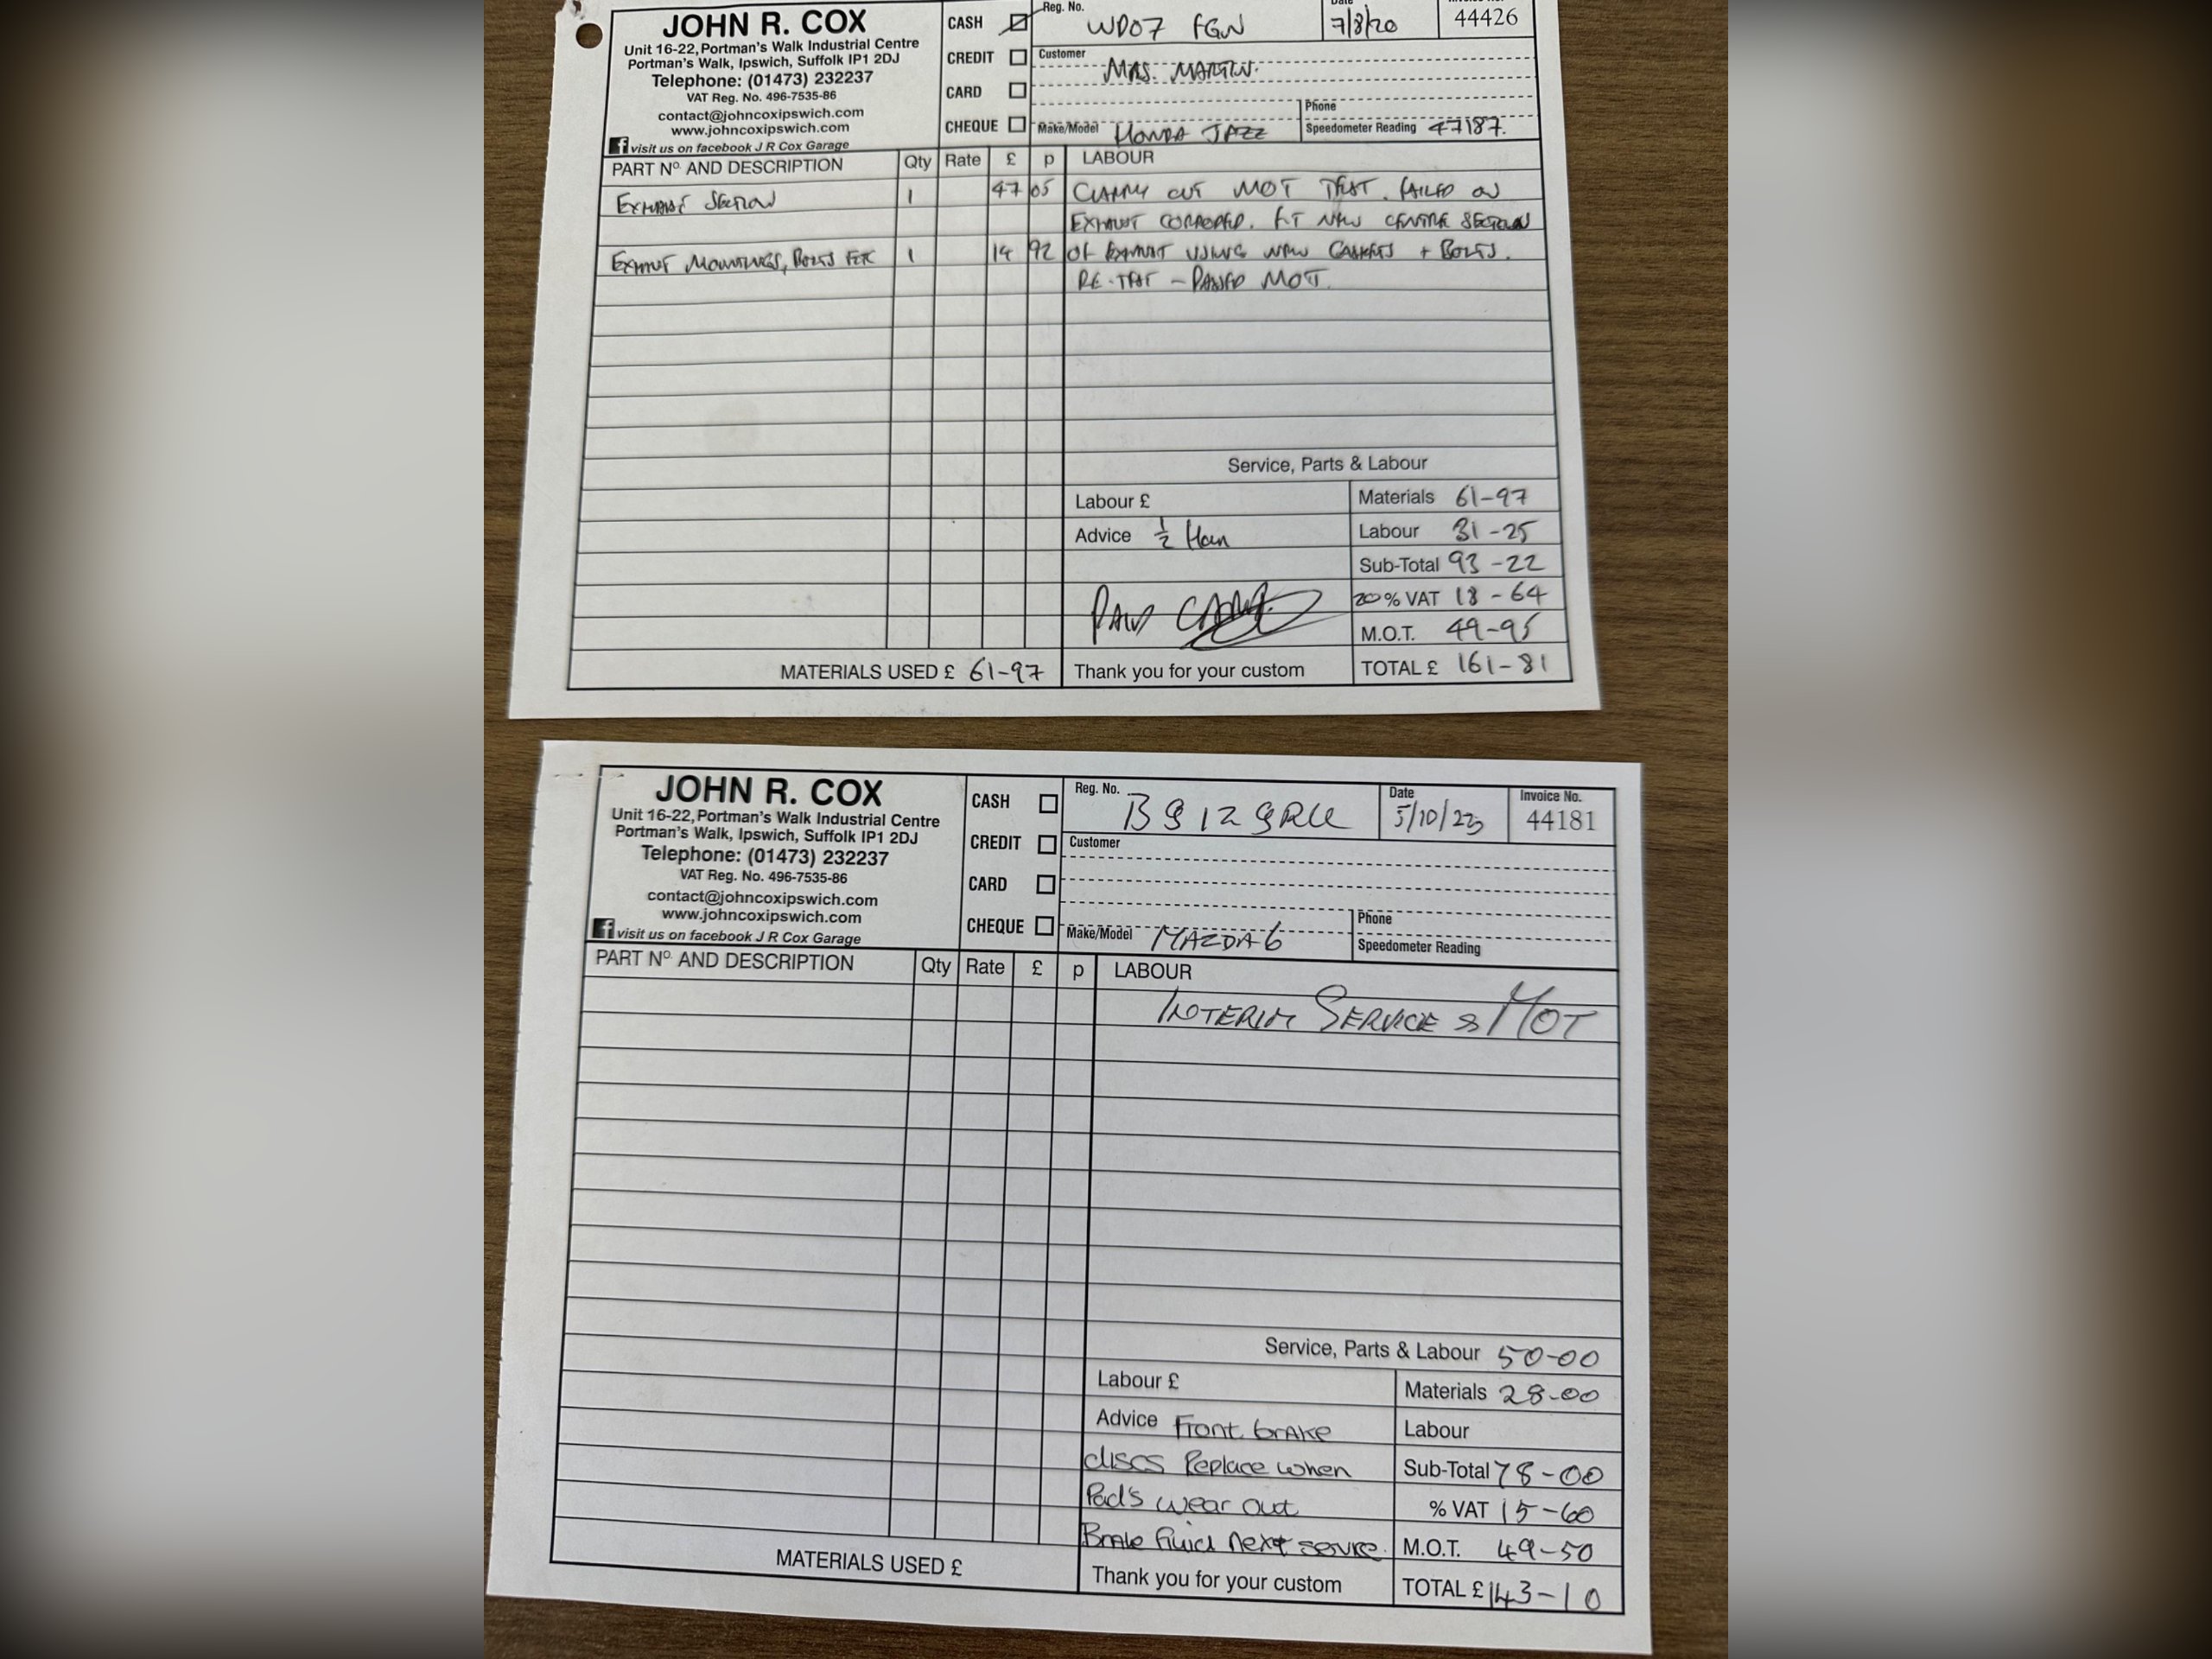 JOHN R. COX
Unit 16-22, Portman's Walk Industrial Centre
Portman's Walk, Ipswich, Suffolk IP1 2DJ
Telephone: (01473) 232237
VAT Reg. No. 496-7535-86
contact@johncoxipswich.com
www.johncoxipswich.com
f visit us on facebook J R Cox Garage
CASH
CREDIT
CARD
CHEQUE
Reg. No. WD07 FGN
Date 7/8/20
44426
Customer MRS. MARTIN.
Phone
Make/Model HONDA JAZZ
Speedometer Reading 47187.
PART Nº AND DESCRIPTION Qty Rate £ p LABOUR
EXHAUST SECTION 1 47 05
EXHAUST MOUNTINGS, BOLTS ETC 1 14 92
CARRY OUT MOT TEST. FAILED ON
EXHAUST CORRODED. FIT NEW CENTRE SECTION
OF EXHAUST USING NEW GASKETS + BOLTS.
RE-TEST - PASSED MOT.
Service, Parts & Labour
Labour £
Advice ½ Hour
Materials 61-97
Labour 31-25
Sub-Total 93-22
20% VAT 18-64
M.O.T. 49-95
TOTAL £ 161-81
PAID
MATERIALS USED £ 61-97
Thank you for your custom
JOHN R. COX
Unit 16-22, Portman's Walk Industrial Centre
Portman's Walk, Ipswich, Suffolk IP1 2DJ
Telephone: (01473) 232237
VAT Reg. No. 496-7535-86
contact@johncoxipswich.com
www.johncoxipswich.com
f visit us on facebook J R Cox Garage
CASH
CREDIT
CARD
CHEQUE
Reg. No.
Date 5/10/23
Invoice No. 44181
Customer
Phone
Make/Model MAZDA 6
Speedometer Reading
PART Nº AND DESCRIPTION Qty Rate £ p LABOUR
INTERIM SERVICE & MOT
Service, Parts & Labour 50-00
Labour £
Advice Front brake
discs Replace when
Pad's wear out
Brake fluid next servise.
Materials 28-00
Labour
Sub-Total 78-00
% VAT 15-60
M.O.T. 49-50
TOTAL £ 143-10
MATERIALS USED £
Thank you for your custom